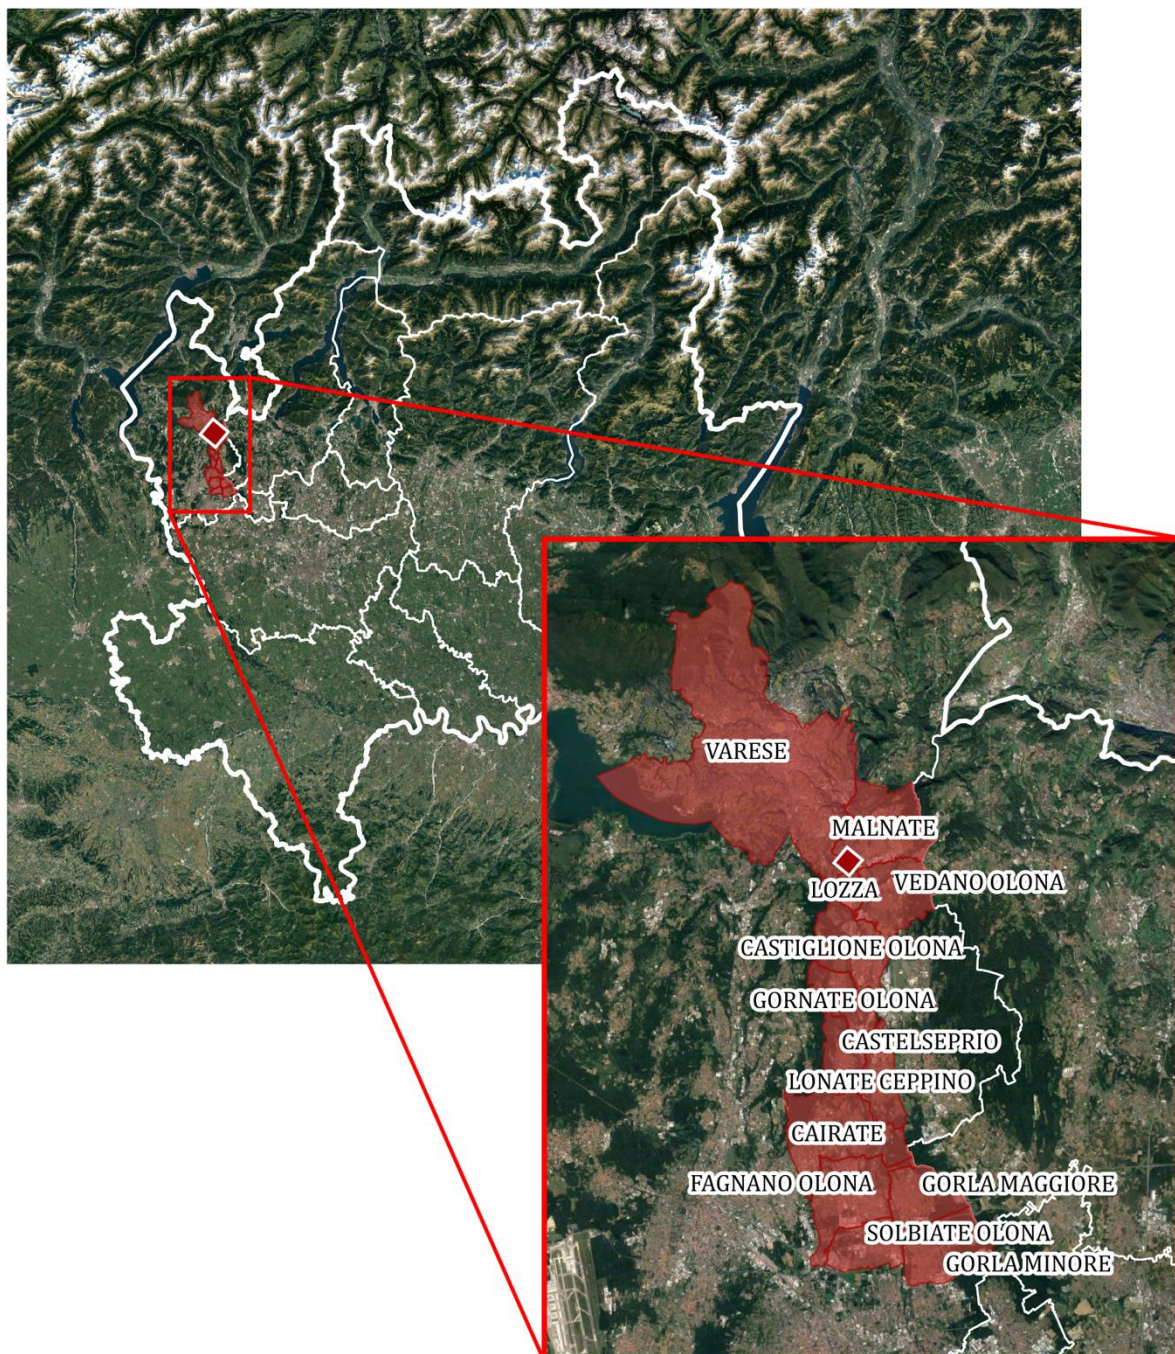 VARESE
MALNATE
LOZZA
VEDANO OLONA
CASTIGLIONE OLONA
GORNATE OLONA
CASTELSEPRIO
LONATE CEPPINO
CAIRATE
FAGNANO OLONA
GORLA MAGGIORE
SOLBIATE OLONA
GORLA MINORE